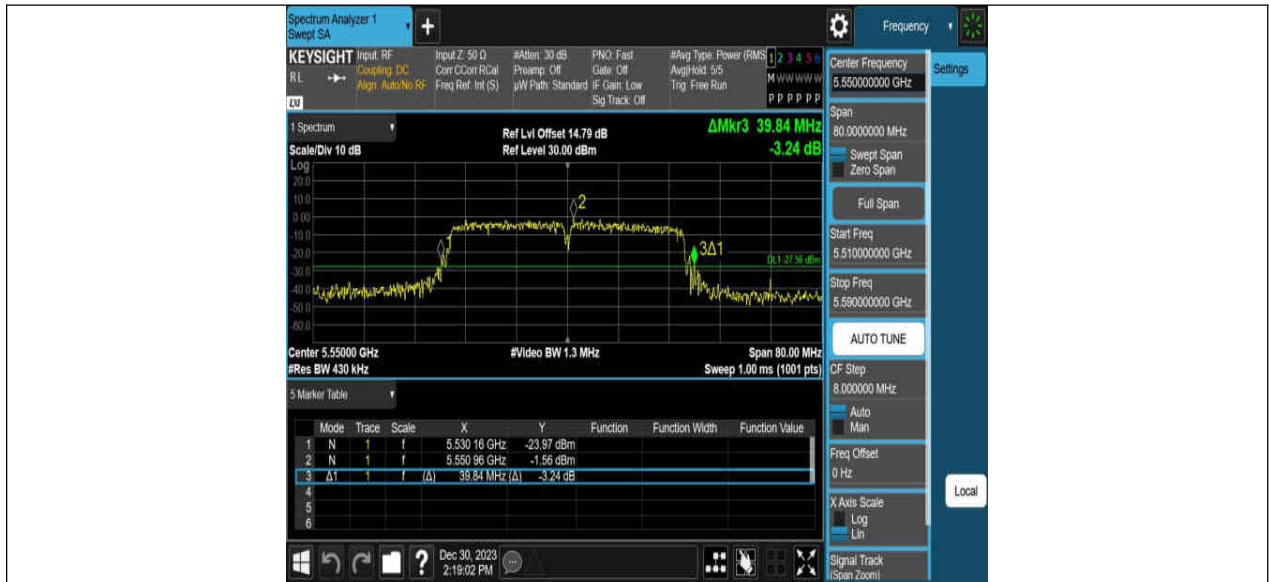 Spectrum Analyzer 1
Swept SA
+
Frequency
KEYSIGHT
RL
LXI
Input: RF
Coupling: DC
Align: Auto/No RF
Input Z: 50 Ω
Corr CCorr RCal
Freq Ref: Int (S)
#Atten: 30 dB
Preamp: Off
µW Path: Standard
PNO: Fast
Gate: Off
IF Gain: Low
Sig Track: Off
#Avg Type: Power (RMS
Avg|Hold: 5/5
Trig: Free Run
1 2 3 4 5 6
M W W W W W
P P P P P P
1 Spectrum
Scale/Div 10 dB
Ref Lvl Offset 14.79 dB
Ref Level 30.00 dBm
ΔMkr3 39.84 MHz
-3.24 dB
Log
20.0
10.0
0.00
-10.0
-20.0
-30.0
-40.0
-50.0
-60.0
2
3Δ1
DL1 -27.56 dBm
Center 5.55000 GHz
#Res BW 430 kHz
#Video BW 1.3 MHz
Span 80.00 MHz
Sweep 1.00 ms (1001 pts)
5 Marker Table
Mode Trace Scale X Y Function Function Width Function Value
1 N 1 f 5.530 16 GHz -23.97 dBm
2 N 1 f 5.550 96 GHz -1.56 dBm
3 Δ1 1 f (Δ) 39.84 MHz (Δ) -3.24 dB
4
5
6
?
Dec 30, 2023
2:19:02 PM
Center Frequency
5.550000000 GHz
Settings
Span
80.0000000 MHz
Swept Span
Zero Span
Full Span
Start Freq
5.510000000 GHz
Stop Freq
5.590000000 GHz
AUTO TUNE
CF Step
8.000000 MHz
Auto
Man
Freq Offset
0 Hz
X Axis Scale
Log
Lin
Local
Signal Track
(Span Zoom)